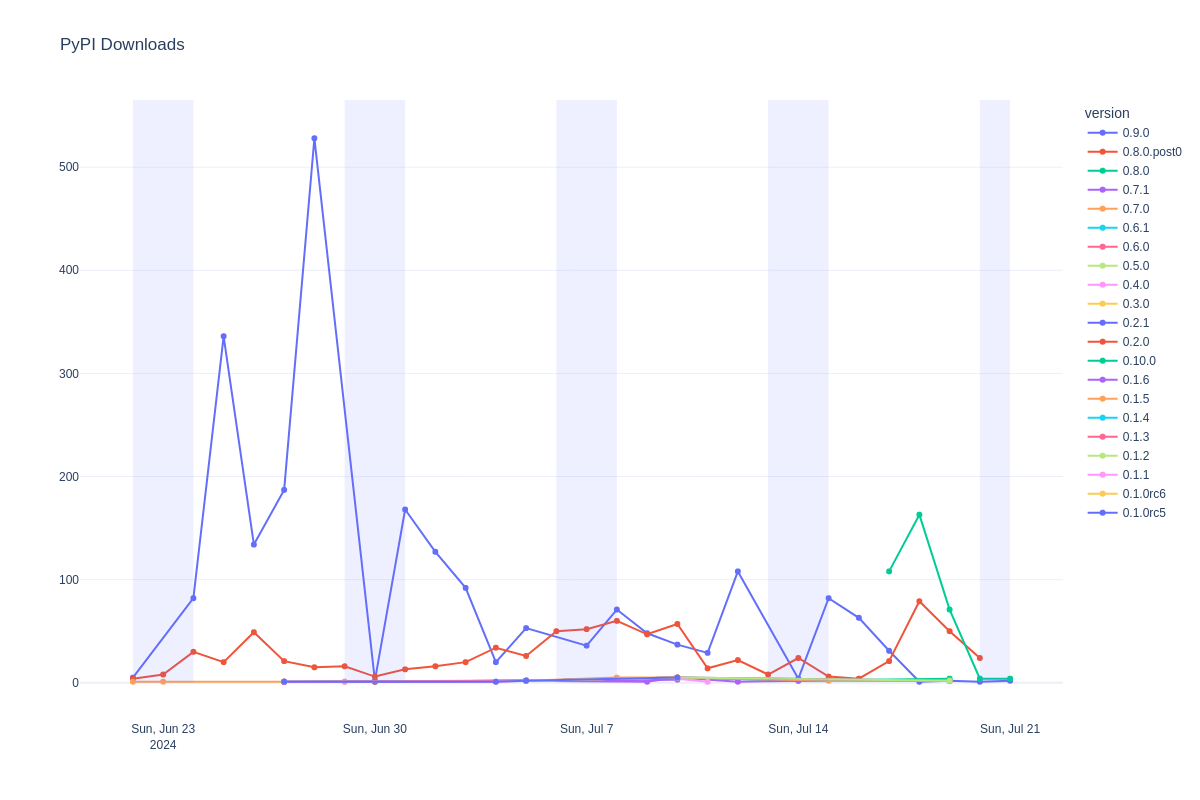 PyPI Downloads
version
0.9.0
0.8.0.post0
0.8.0
0.7.1
0.7.0
0.6.1
0.6.0
0.5.0
0.4.0
0.3.0
0.2.1
0.2.0
0.10.0
0.1.6
0.1.5
0.1.4
0.1.3
0.1.2
0.1.1
0.1.0rc6
0.1.0rc5
500
400
300
200
100
0
Sun, Jun 23
2024
Sun, Jun 30
Sun, Jul 7
Sun, Jul 14
Sun, Jul 21